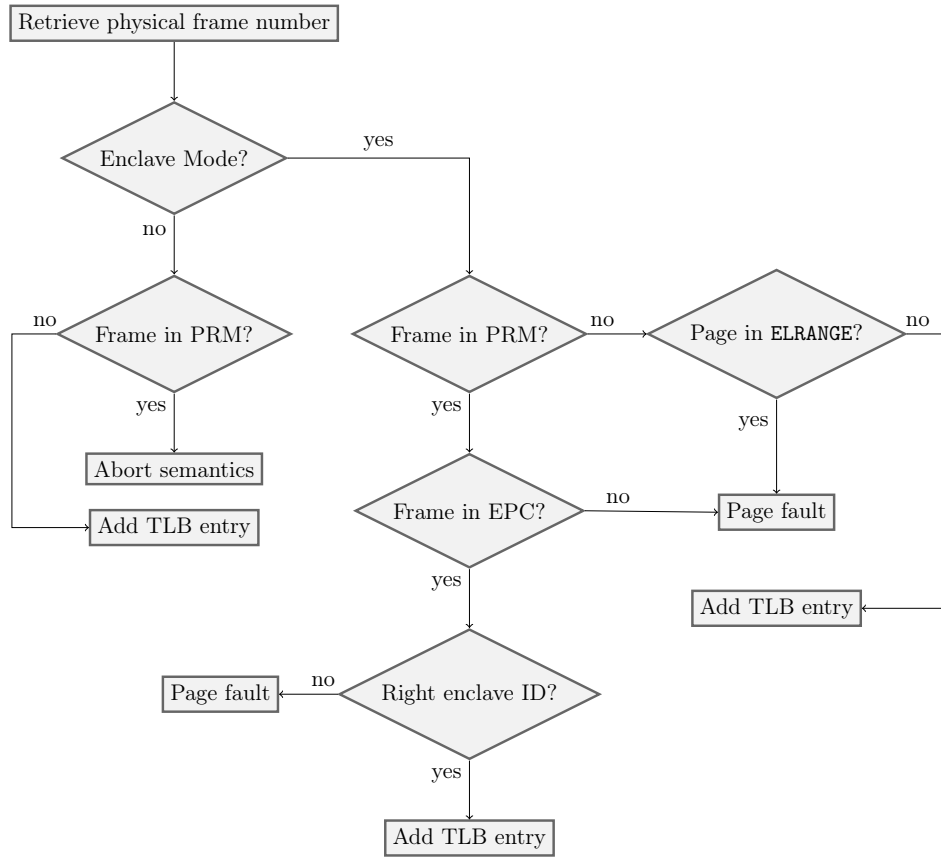 Retrieve physical frame number
Enclave Mode?
yes
no
Frame in PRM?
no
yes
Abort semantics
Add TLB entry
Frame in PRM?
no
yes
Page in ELRANGE?
no
yes
Frame in EPC?
no
Page fault
yes
Add TLB entry
Right enclave ID?
no
Page fault
yes
Add TLB entry